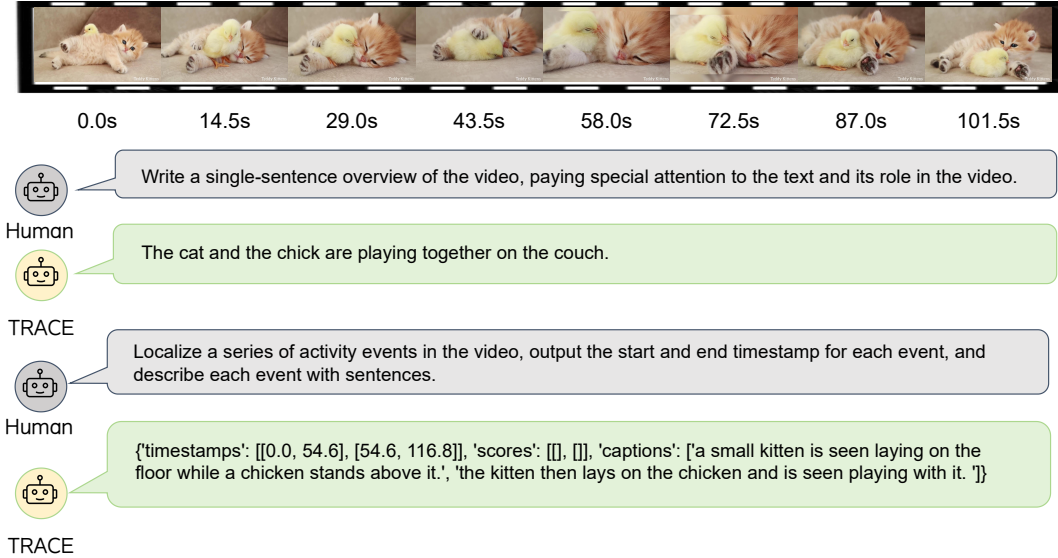 0.0s 14.5s 29.0s 43.5s 58.0s 72.5s 87.0s 101.5s
Write a single-sentence overview of the video, paying special attention to the text and its role in the video.
Human
The cat and the chick are playing together on the couch.
TRACE
Localize a series of activity events in the video, output the start and end timestamp for each event, and
describe each event with sentences.
Human
{'timestamps': [[0.0, 54.6], [54.6, 116.8]], 'scores': [[], []], 'captions': ['a small kitten is seen laying on the
floor while a chicken stands above it.', 'the kitten then lays on the chicken and is seen playing with it. ']}
TRACE